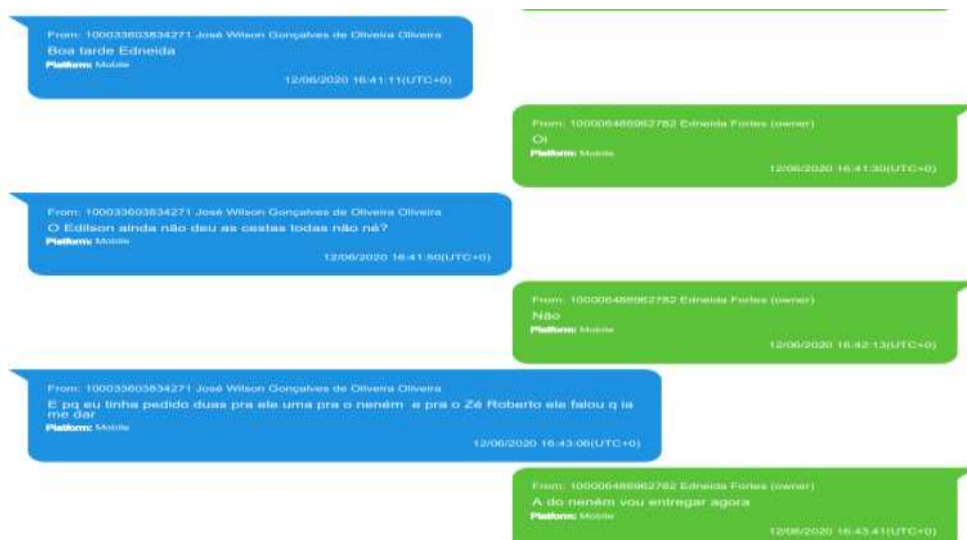 From: 100033603834271 José Wilson Gonçalves de Oliveira Oliveira
Boa tarde Edneida
Platform: Mobile
12/06/2020 16:41:11(UTC+0)
From: 100006486962782 Edneida Fortes (owner)
Oi
Platform: Mobile
12/06/2020 16:41:30(UTC+0)
From: 100033603834271 José Wilson Gonçalves de Oliveira Oliveira
O Edilson ainda não deu as cestas todas não né?
Platform: Mobile
12/06/2020 16:41:50(UTC+0)
From: 100006486962782 Edneida Fortes (owner)
Não
Platform: Mobile
12/06/2020 16:42:13(UTC+0)
From: 100033603834271 José Wilson Gonçalves de Oliveira Oliveira
E pq eu tinha pedido duas pra ele uma pra o neném e pra o Zé Roberto ele falou q ia
me dar
Platform: Mobile
12/06/2020 16:43:06(UTC+0)
From: 100006486962782 Edneida Fortes (owner)
A do neném vou entregar agora
Platform: Mobile
12/06/2020 16:43:41(UTC+0)